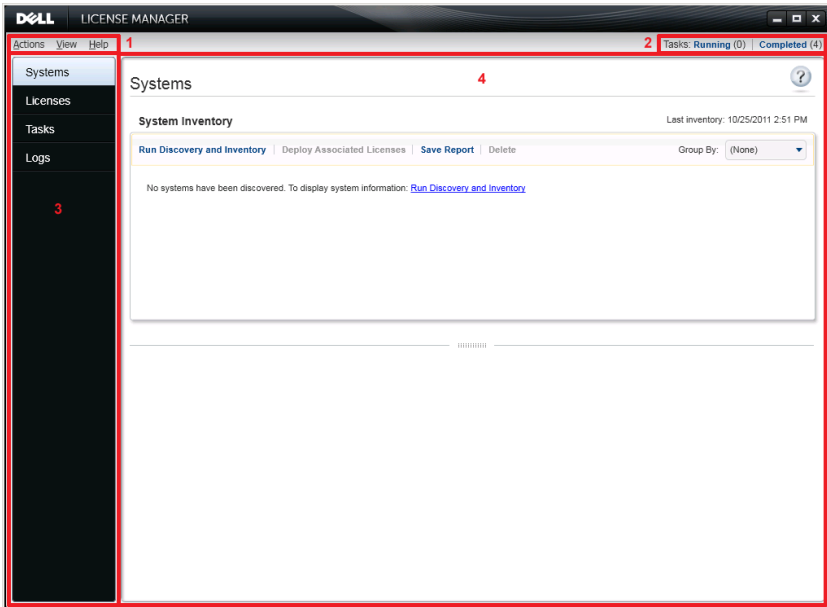 DELL LICENSE MANAGER
Actions View Help 1 2 Tasks: Running (0) Completed (4)
Systems
Licenses
Tasks
Logs
3
Systems 4 ?
System Inventory Last inventory: 10/25/2011 2:51 PM
Run Discovery and Inventory Deploy Associated Licenses Save Report Delete Group By: (None)
No systems have been discovered. To display system information: Run Discovery and Inventory